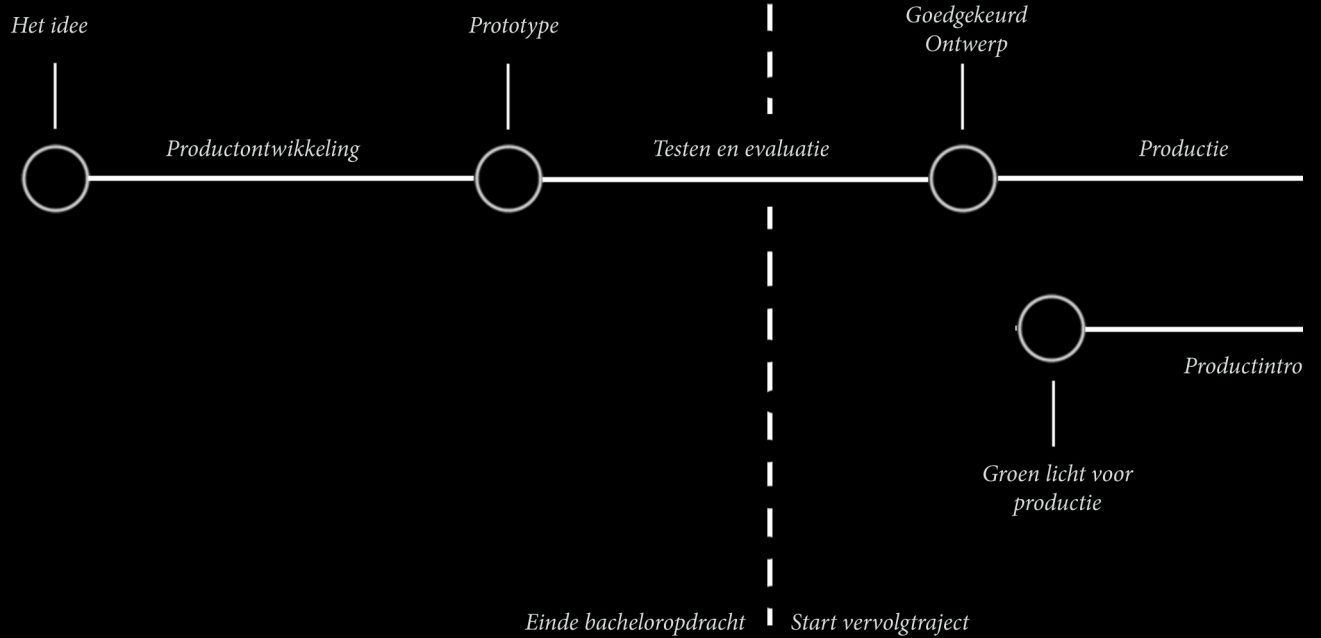 Het idee
Prototype
Goedgekeurd
Ontwerp
Productontwikkeling
Testen en evaluatie
Productie
Productintro
Groen licht voor
productie
Einde bacheloropdracht
Start vervolgtraject